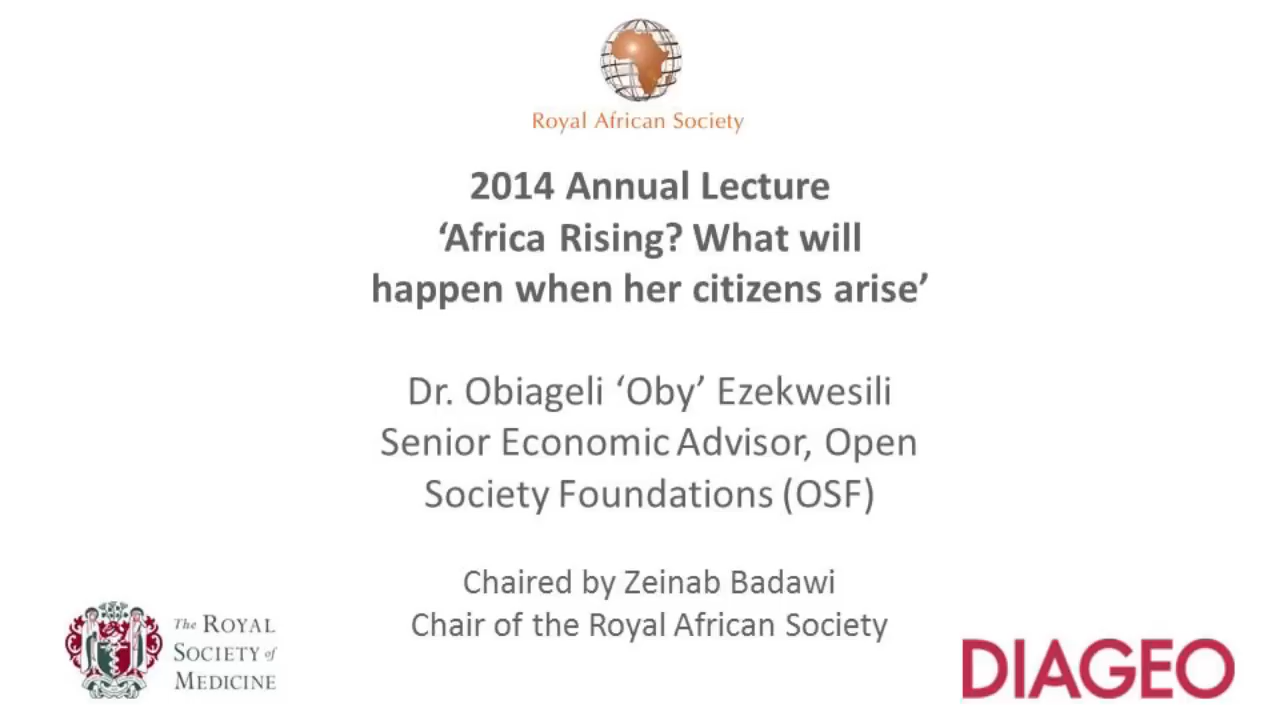 Royal African Society
2014 Annual Lecture
‘Africa Rising? What will
happen when her citizens arise’
Dr. Obiageli ‘Oby’ Ezekwesili
Senior Economic Advisor, Open
Society Foundations (OSF)
Chaired by Zeinab Badawi
Chair of the Royal African Society
The ROYAL
SOCIETY of
MEDICINE
DIAGEO